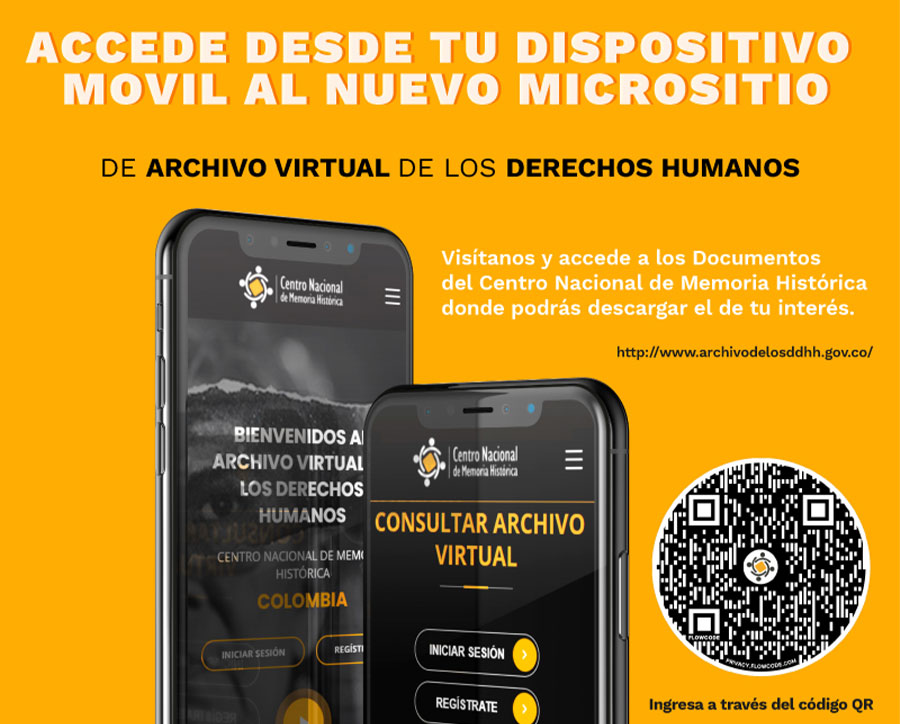 ACCEDE DESDE TU DISPOSITIVO
MOVIL AL NUEVO MICROSITIO
DE ARCHIVO VIRTUAL DE LOS DERECHOS HUMANOS
Visítanos y accede a los Documentos
del Centro Nacional de Memoria Histórica
donde podrás descargar el de tu interés.
http://www.archivodelosddhh.gov.co/
Centro Nacional
de Memoria Histórica
BIENVENIDOS A
ARCHIVO VIRTUAL
LOS DERECHOS
HUMANOS
CENTRO NACIONAL DE MEMO
HISTÓRICA
COLOMBIA
INICIAR SESIÓN
REGÍST
Centro Nacional
de Memoria Histórica
CONSULTAR ARCHIVO
VIRTUAL
INICIAR SESIÓN
REGÍSTRATE
FLOWCODE
PRIVACY.FLOWCODE.COM
Ingresa a través del código QR